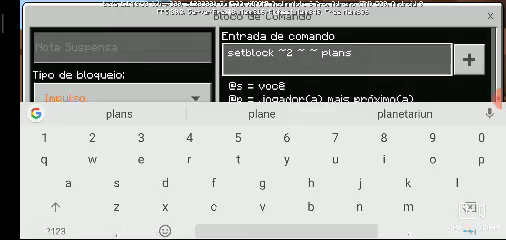 Bloco de Comando
x
Nota Suspensa
Entrada de comando
setblock ~2 ~ ~ plans
+
Tipo de bloqueio:
Impulso
@s = você
@p = jogador(a) mais próximo(a)
G plans plane planetariun
1 2 3 4 5 6 7 8 9 0
q w e r t y u i o p
a s d f g h j k l
z x c v b n m
?123 , .